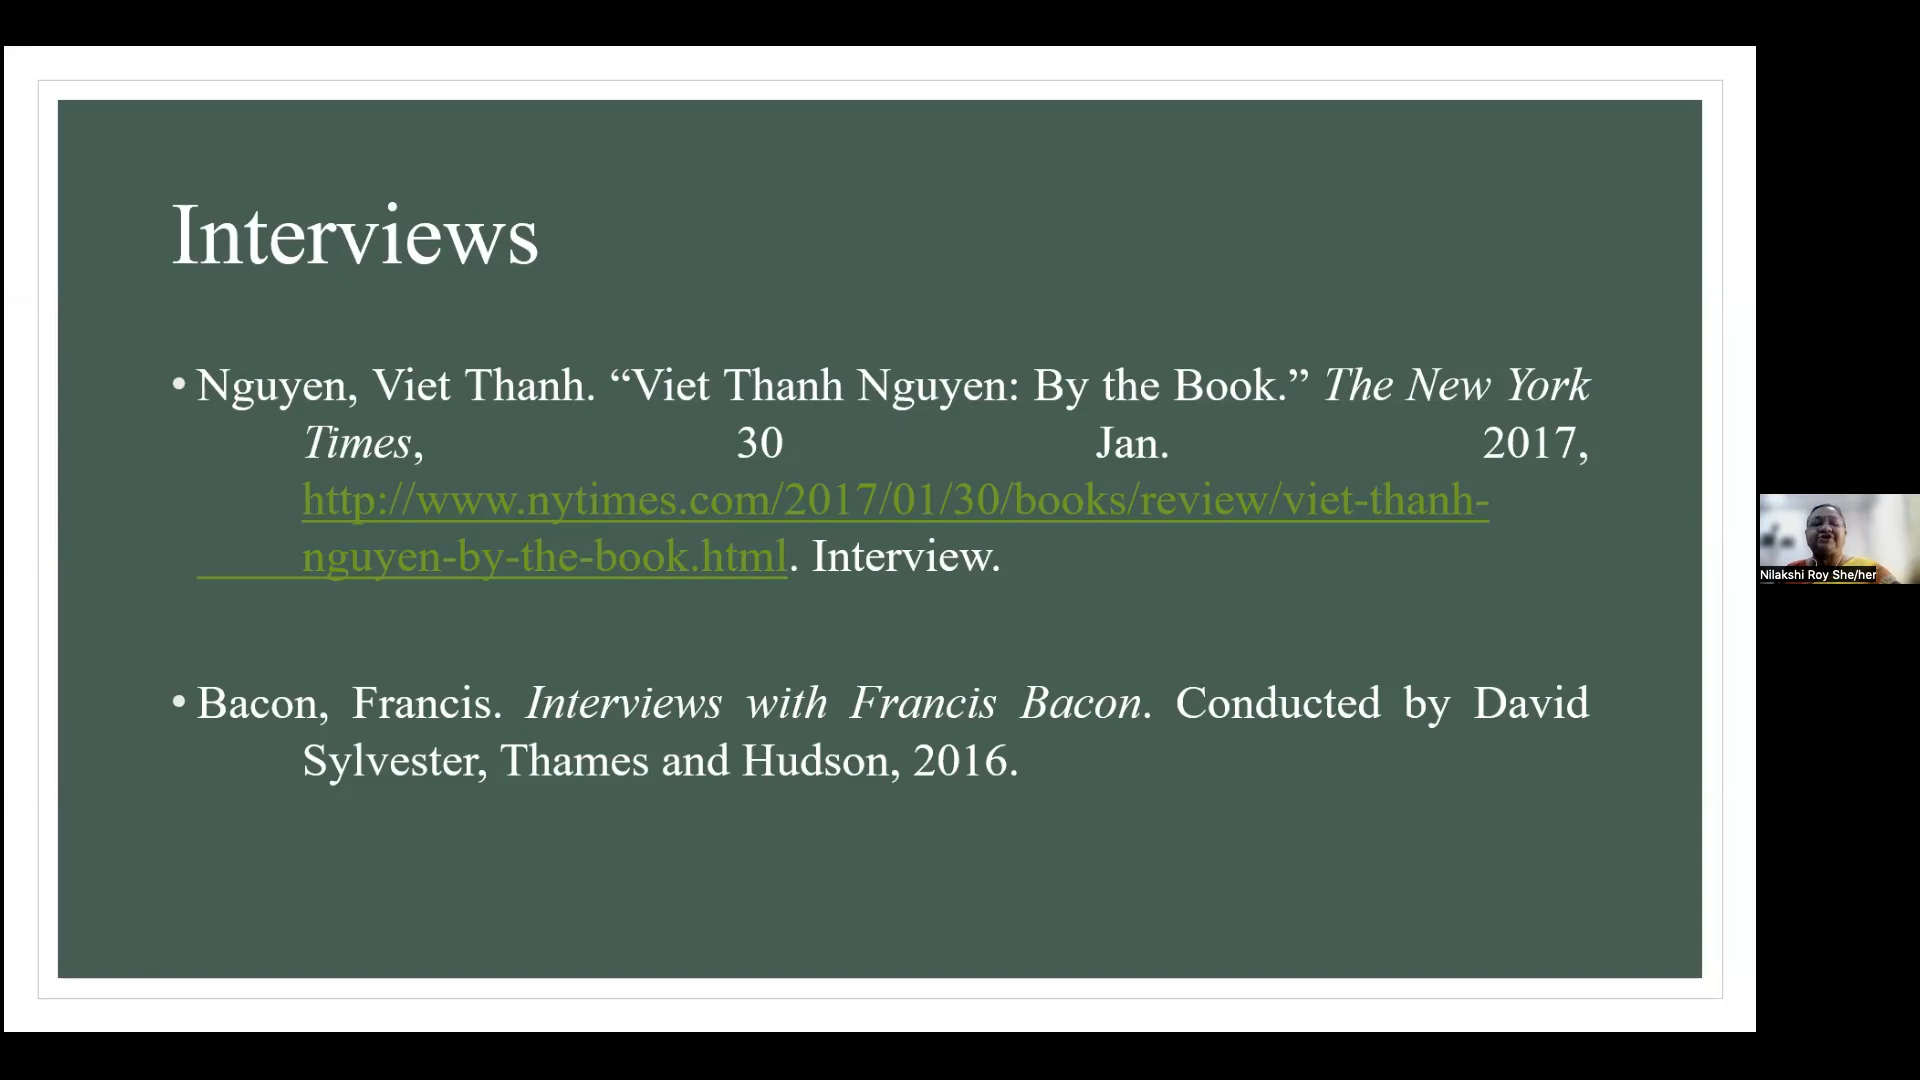 Interviews
• Nguyen, Viet Thanh. “Viet Thanh Nguyen: By the Book.” The New York
Times, 30 Jan. 2017,
http://www.nytimes.com/2017/01/30/books/review/viet-thanh-
nguyen-by-the-book.html. Interview.
• Bacon, Francis. Interviews with Francis Bacon. Conducted by David
Sylvester, Thames and Hudson, 2016.
Nilakshi Roy She/her